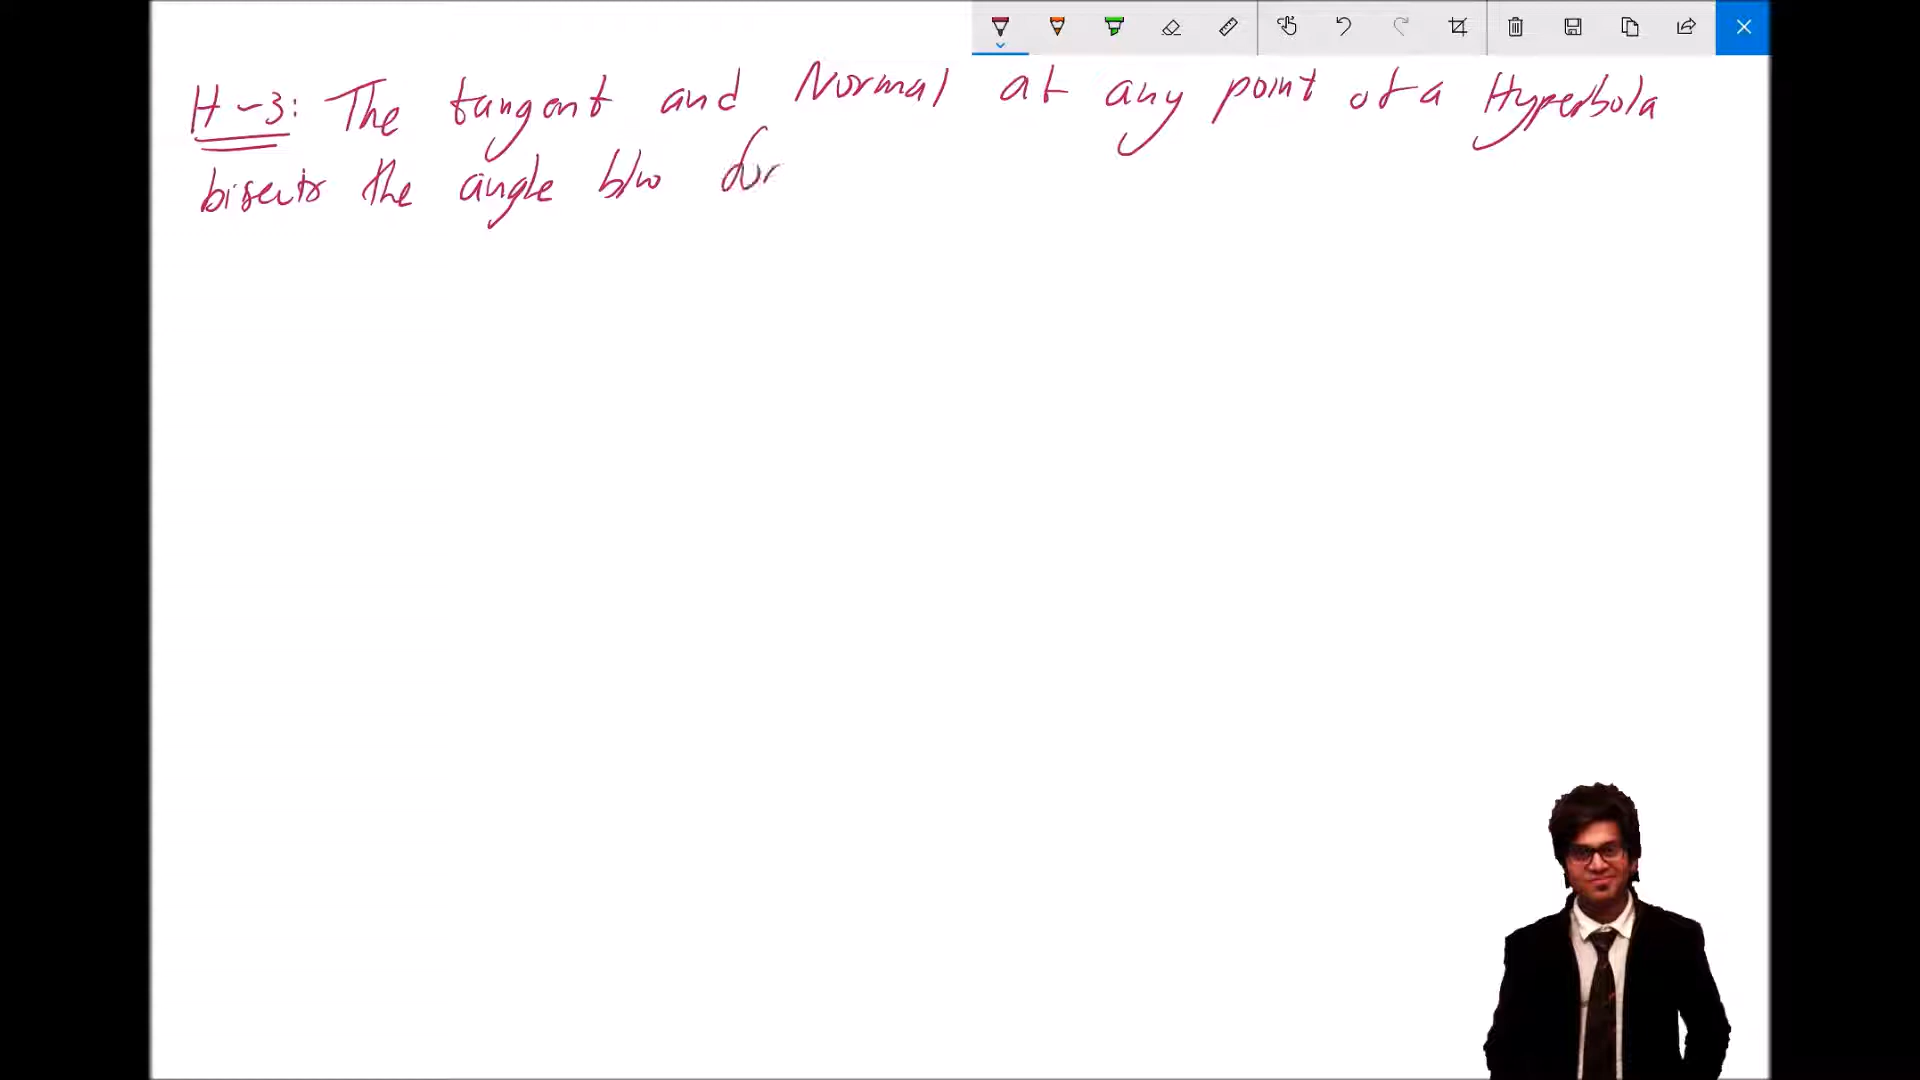 H-3: The tangent and Normal at any point of a Hyperbola
bisects the angle b/w